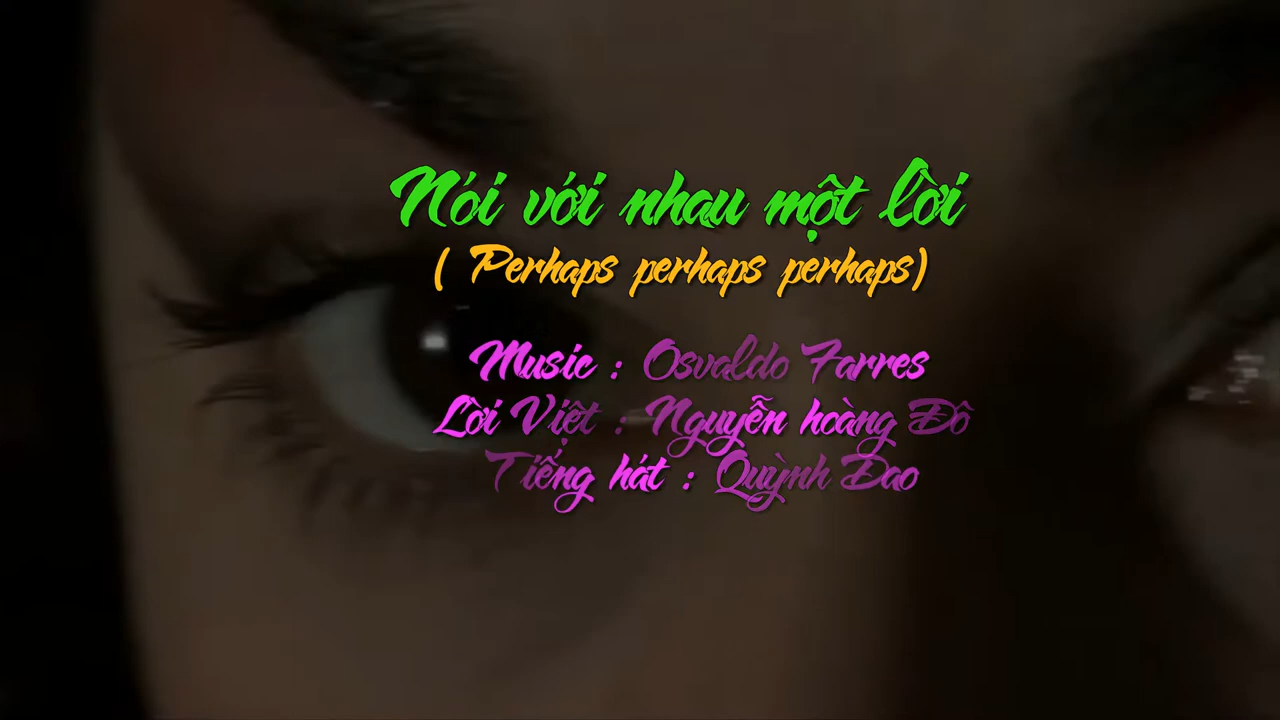 Nói với nhau một lời
( Perhaps perhaps perhaps)
Music : Osvaldo Farres
Lời Việt : Nguyễn hoàng Đô
Tiếng hát : Quỳnh Dao